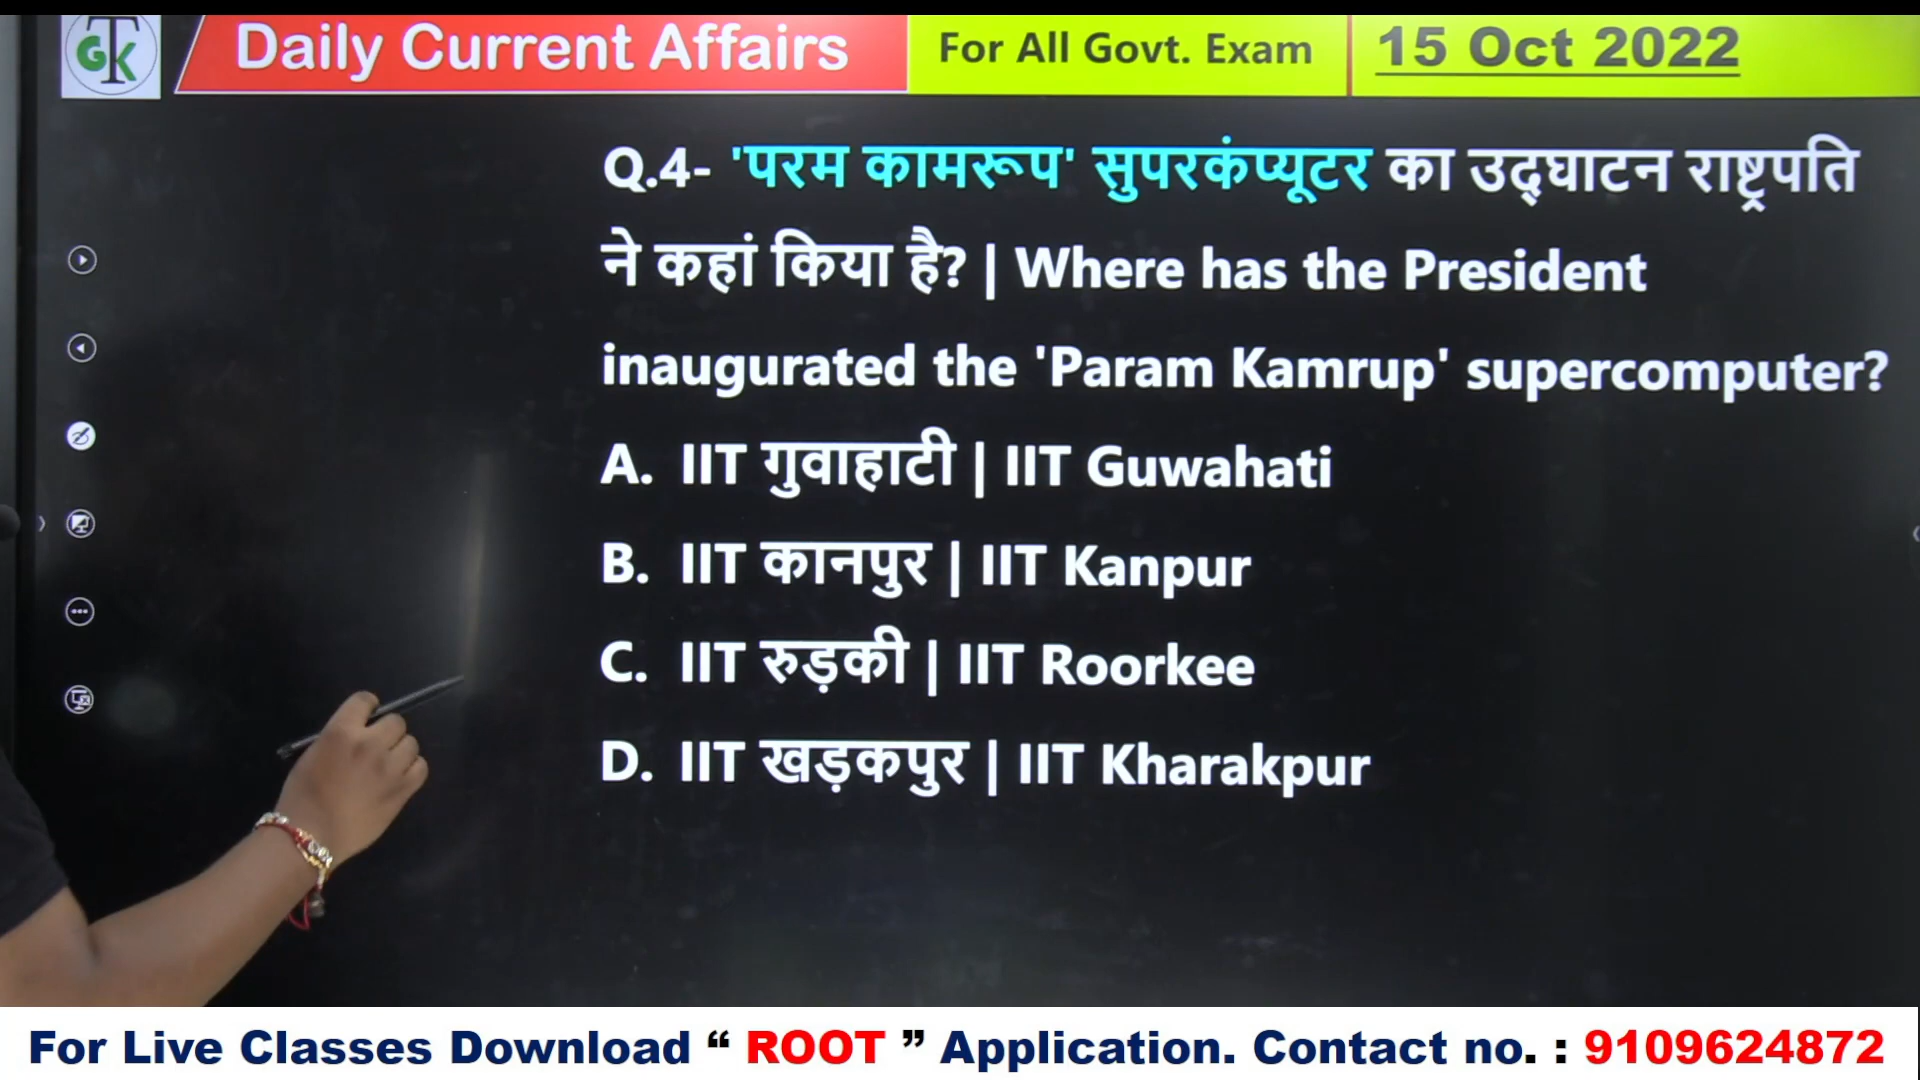 TGK
Daily Current Affairs
For All Govt. Exam
15 Oct 2022
Q.4- 'परम कामरूप' सुपरकंप्यूटर का उद्घाटन राष्ट्रपति
ने कहां किया है? | Where has the President
inaugurated the 'Param Kamrup' supercomputer?
A. IIT गुवाहाटी | IIT Guwahati
B. IIT कानपुर | IIT Kanpur
C. IIT रुड़की | IIT Roorkee
D. IIT खड़कपुर | IIT Kharakpur
For Live Classes Download “ ROOT ” Application. Contact no. : 9109624872